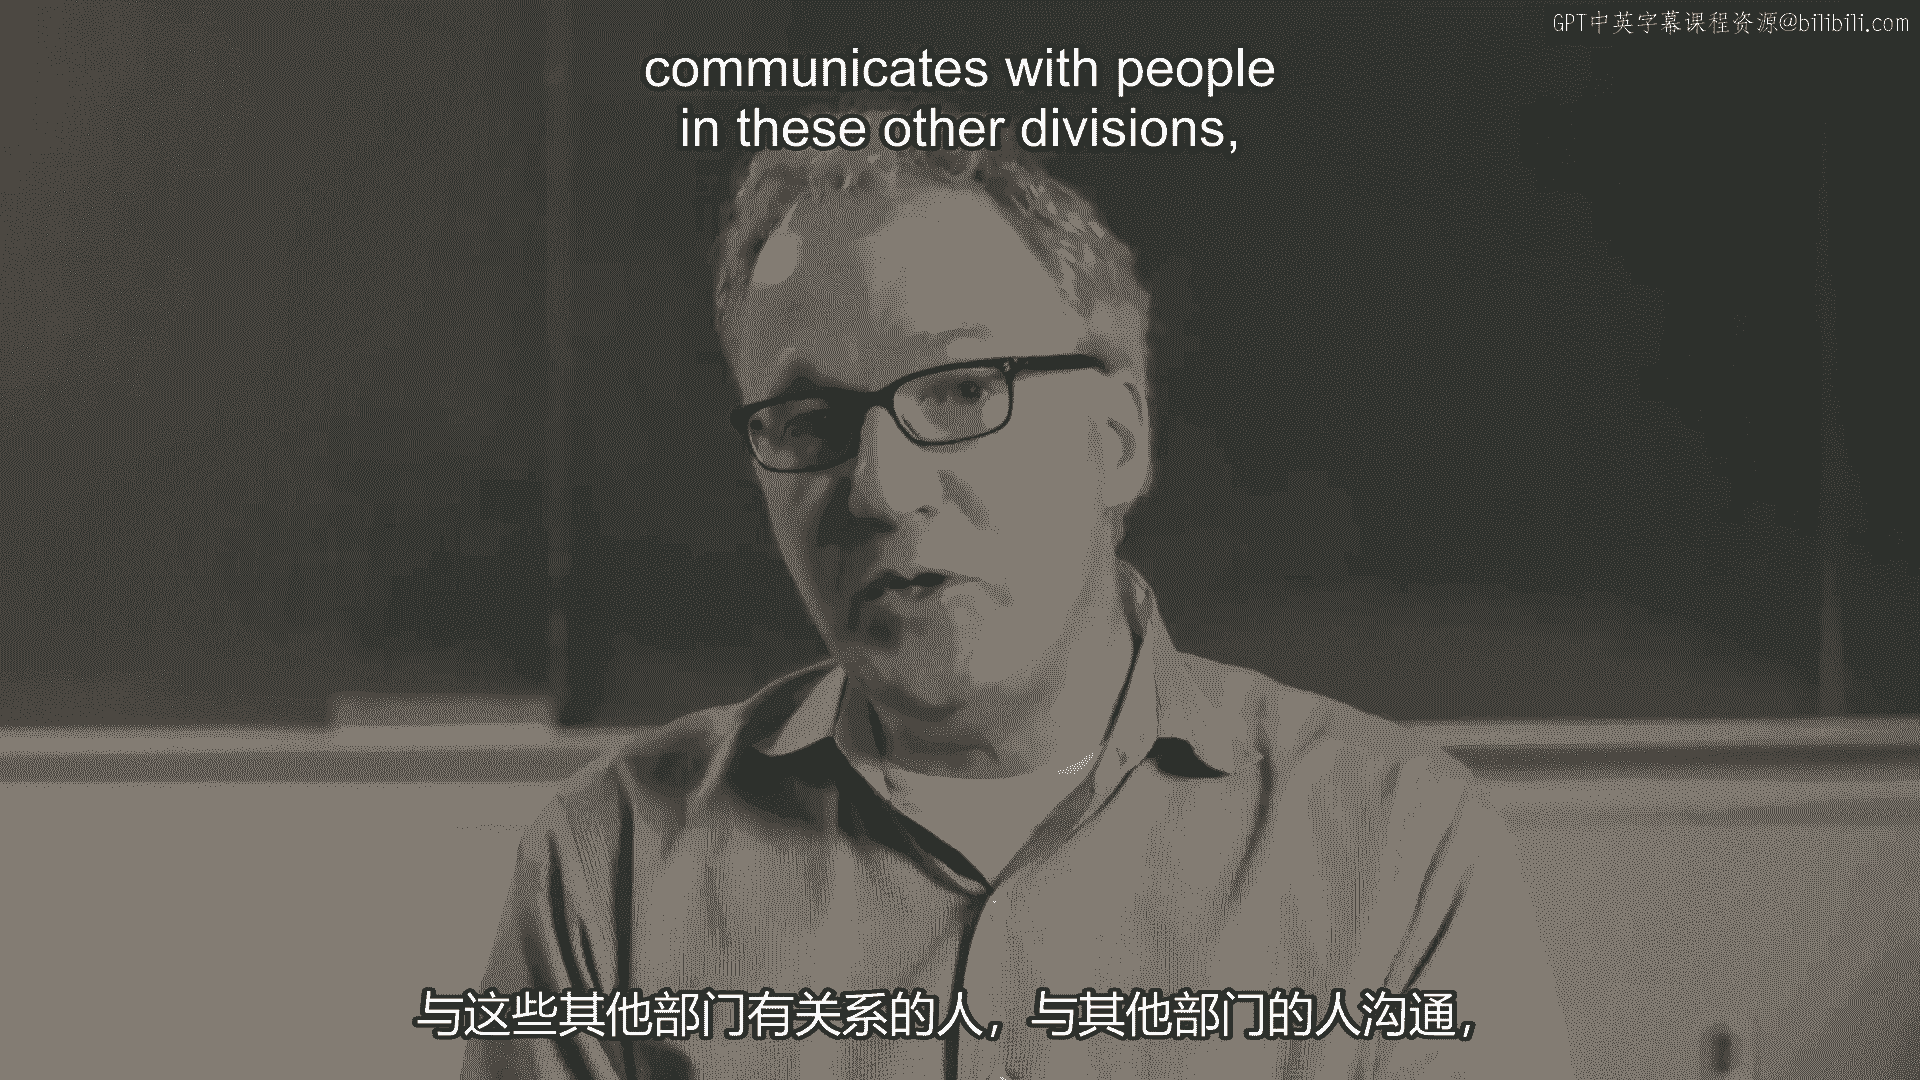 GPT中英字幕课程资源@bilibili.com
communicates with people
in these other divisions,
与这些其他部门有关系的人，与其他部门的人沟通，